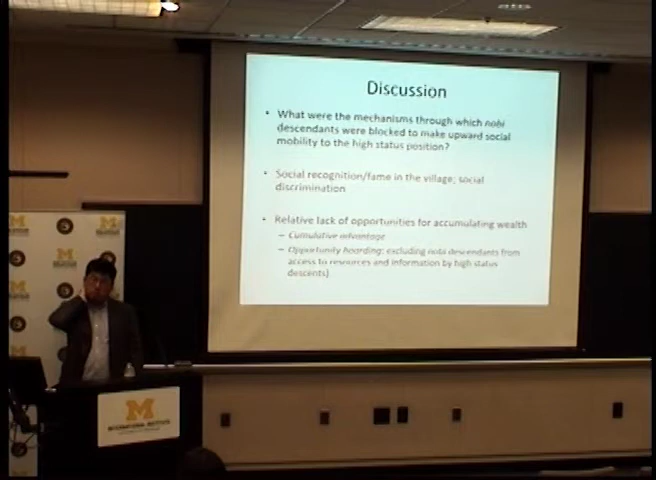 Discussion
• What were the mechanisms through which nobi
descendants were blocked to make upward social
mobility to the high status position?
• Social recognition/fame in the village; social
discrimination
• Relative lack of opportunities for accumulating wealth
– Cumulative advantage
– Opportunity hoarding: excluding nobi descendants from
access to resources and information by high status
descents)
M
INTERNATIONAL INSTITUTE